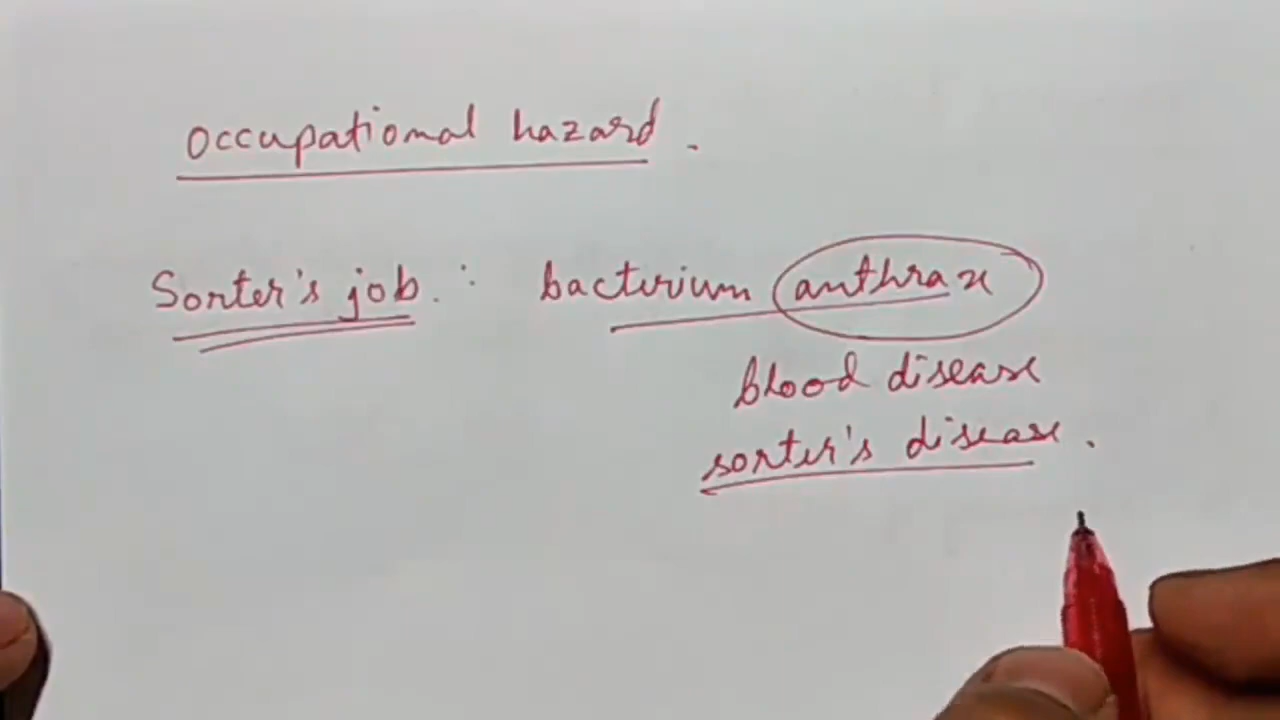 Occupational hazard.
Sorter's job : bacterium anthrax
blood disease
sorter's disease.